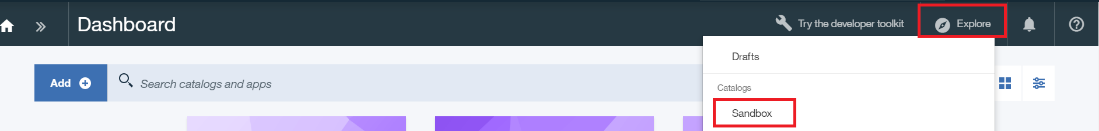 Dashboard
Try the developer toolkit
Explore
Drafts
Add
Search catalogs and apps
Catalogs
Sandbox